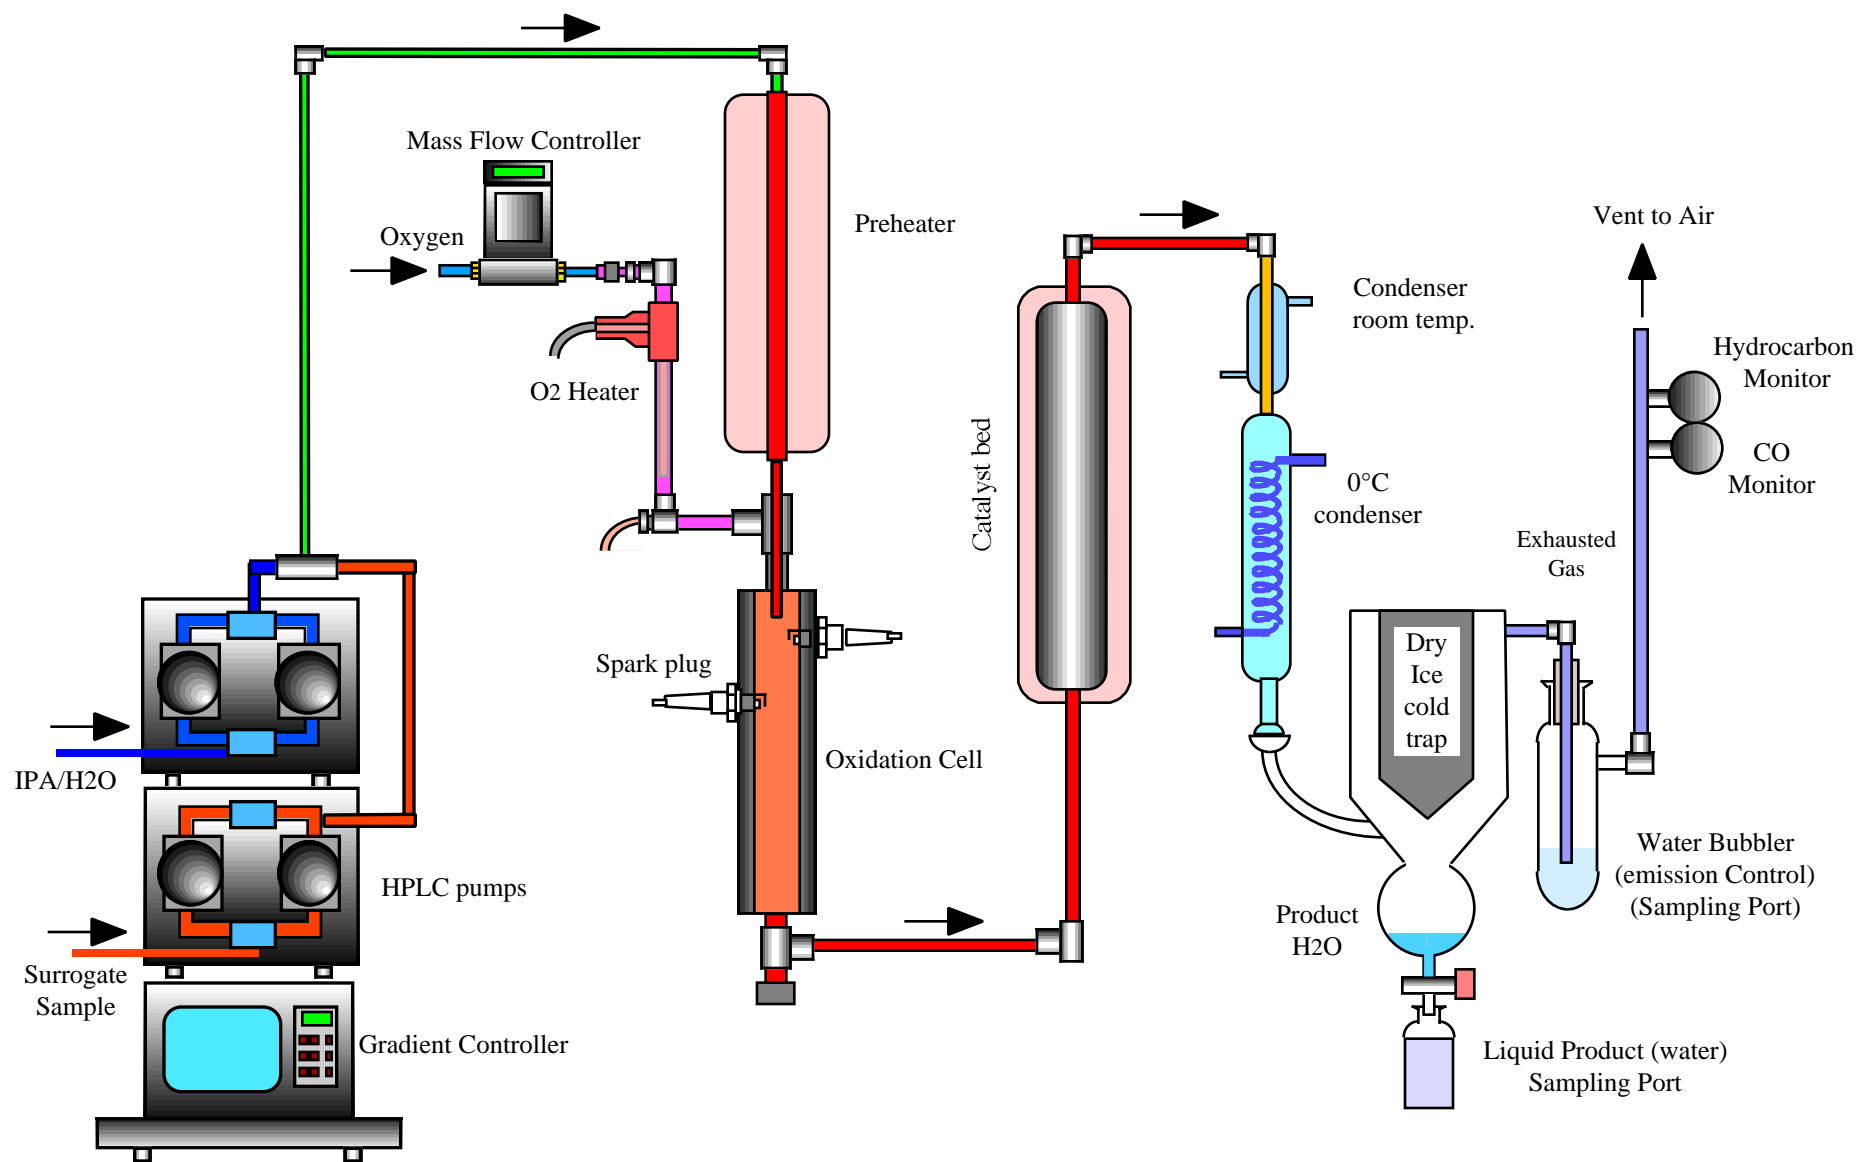 Mass Flow Controller
Oxygen
O2 Heater
Preheater
Spark plug
Oxidation Cell
IPA/H2O
HPLC pumps
Surrogate
Sample
Gradient Controller
Catalyst bed
Condenser
room temp.
0°C
condenser
Dry
Ice
cold
trap
Product
H2O
Liquid Product (water)
Sampling Port
Exhausted
Gas
Water Bubbler
(emission Control)
(Sampling Port)
Vent to Air
Hydrocarbon
Monitor
CO
Monitor